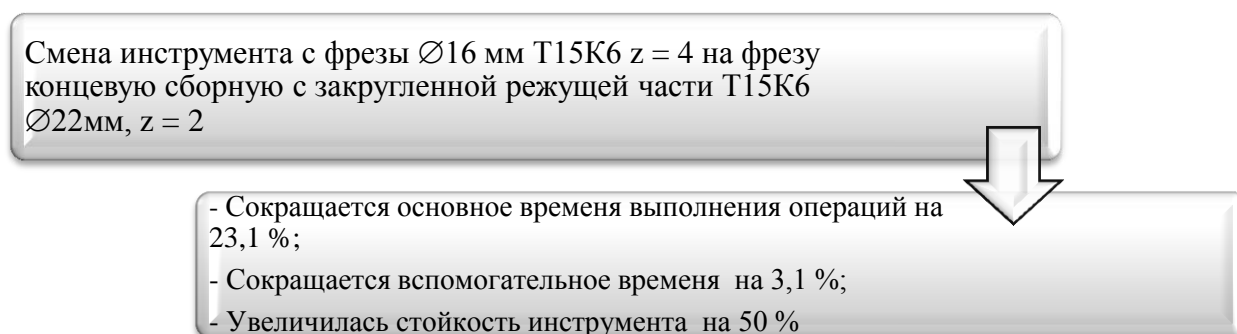 Смена инструмента с фрезы ∅16 мм Т15К6 z = 4 на фрезу
концевую сборную с закругленной режущей части Т15К6
∅22мм, z = 2
- Сокращается основное временя выполнения операций на
23,1 %;
- Сокращается вспомогательное временя  на 3,1 %;
- Увеличилась стойкость инструмента  на 50 %